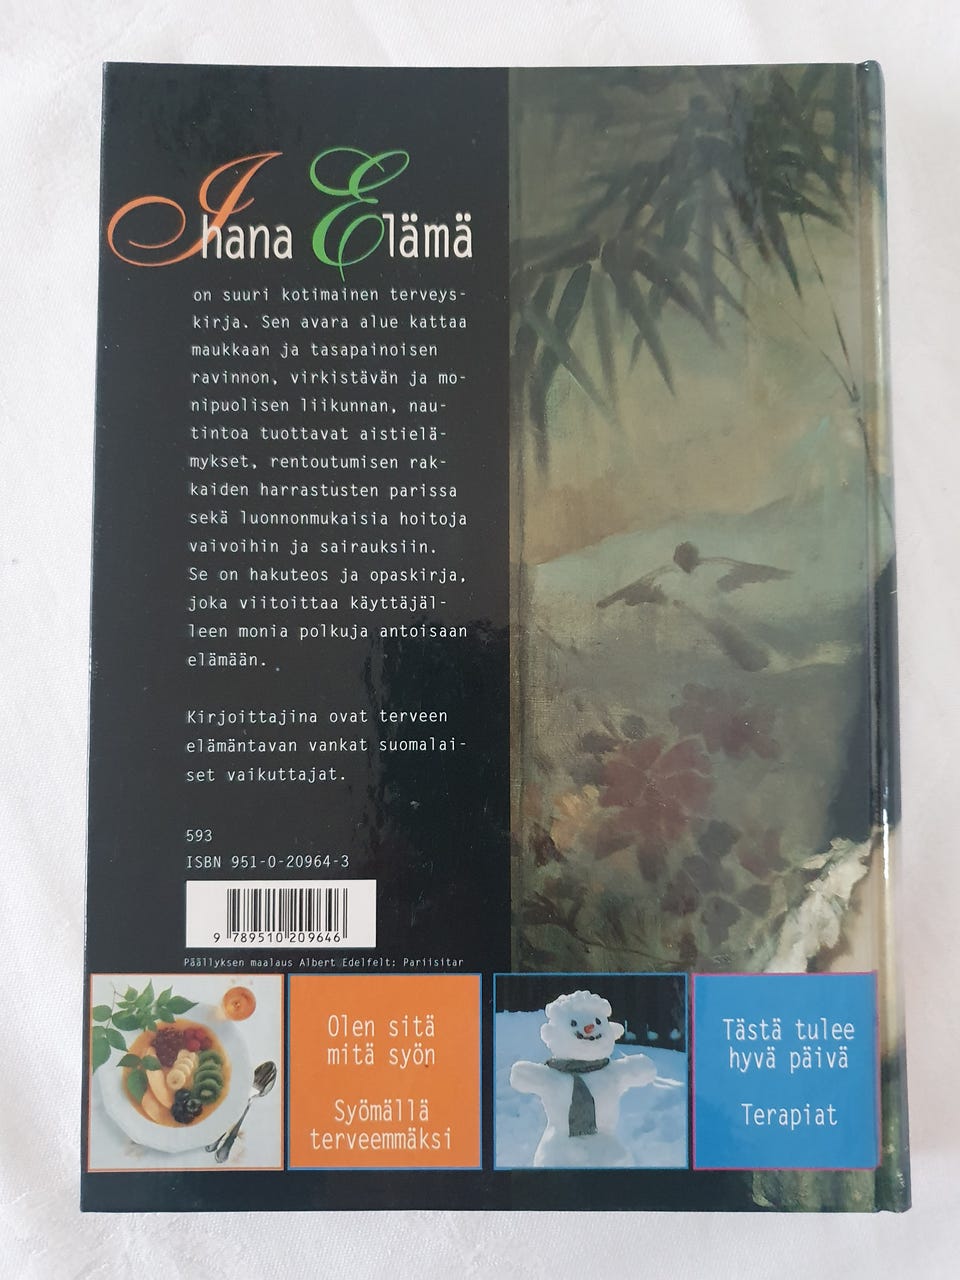 Ihana Elämä
on suuri kotimainen terveys-
kirja. Sen avara alue kattaa
maukkaan ja tasapainoisen
ravinnon, virkistävän ja mo-
nipuolisen liikunnan, nau-
tintoa tuottavat aistielä-
mykset, rentoutumisen rak-
kaiden harrastusten parissa
sekä luonnonmukaisia hoitoja
vaivoihin ja sairauksiin.
Se on hakuteos ja opaskirja,
joka viitoittaa käyttäjäl-
leen monia polkuja antoisaan
elämään.
Kirjoittajina ovat terveen
elämäntavan vankat suomalai-
set vaikuttajat.
593
ISBN 951-0-20964-3
9 789510 209646
Päällyksen maalaus Albert Edelfelt: Pariisitar
Olen sitä
mitä syön
Syömällä
terveemmäksi
Tästä tulee
hyvä päivä
Terapiat